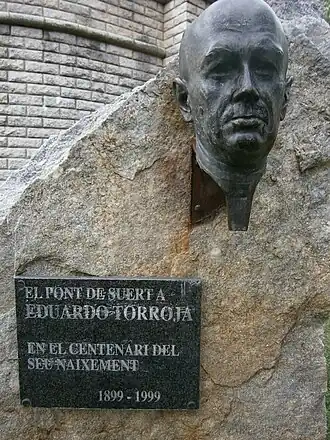 EL PONT DE SUERT A
EDUARDO TORROJA
EN EL CENTENARI DEL
SEU NAIXEMENT
1899 - 1999